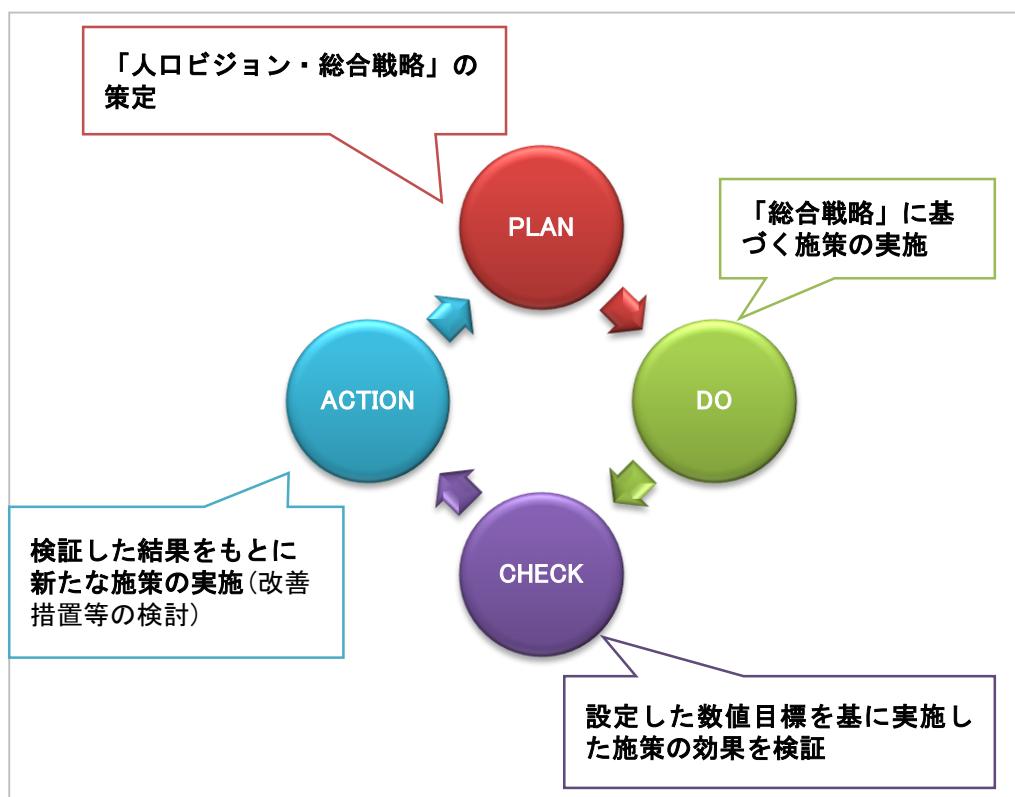 「人口ビジョン・総合戦略」の
策定
PLAN
「総合戦略」に基
づく施策の実施
DO
ACTION
検証した結果をもとに
新たな施策の実施(改善
措置等の検討)
CHECK
設定した数値目標を基に実施し
た施策の効果を検証